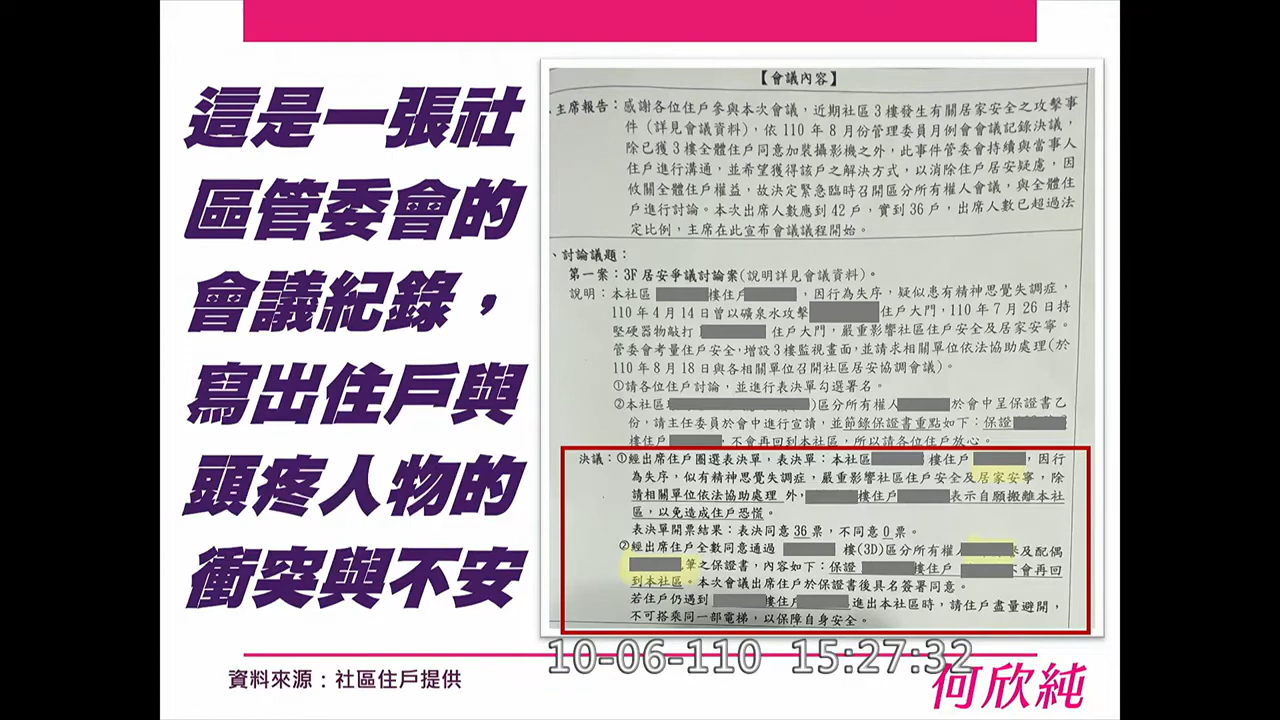 這是一張社
區管委會的
會議紀錄，
寫出住戶與
頭疼人物的
衝突與不安
【會議內容】
、主席報告：感謝各位住戶參與本次會議，近期社區3樓發生有關居家安全之攻擊事
件（詳見會議資料），依110年8月份管理委員月例會會議記錄決議，
除已獲3樓全體住戶同意加裝攝影機之外，此事件管委會持續與當事人
住戶進行溝通，並希望獲得該戶之解決方式，以消除住戶居安疑慮，因
攸關全體住戶權益，故決定緊急臨時召開區分所有權人會議，與全體住
戶進行討論。本次出席人數應到42戶，實到36戶，出席人數已超過法
定比例，主席在此宣布會議議程開始。
、討論議題：
第一案：3F居安爭議討論案(說明詳見會議資料)。
說明：本社區 樓住戶 ，因行為失序，疑似患有精神思覺失調症，
110年4月14日曾以礦泉水攻擊 住戶大門，110年7月26日持
堅硬器物敲打 住戶大門，嚴重影響社區住戶安全及居家安寧。
管委會考量住戶安全，增設3樓監視畫面，並請求相關單位依法協助處理(於
110年8月18日與各相關單位召開社區居安協調會議)。
①請各位住戶討論，並進行表決單勾選署名。
②本社區 )區分所有權人 於會中呈保證書乙
份，請主任委員於會中進行宣讀，並節錄保證書重點如下：保證
樓住戶 ，不會再回到本社區，所以請各位住戶放心。
決議：①經出席住戶圈選表決單，表決單：本社區 樓住戶 ，因行
為失序，似有精神思覺失調症，嚴重影響社區住戶安全及居家安寧，除
請相關單位依法協助處理 外， 樓住戶 表示自願搬離本社
區，以免造成住戶恐慌。
表決單開票結果：表決同意 36 票，不同意 0 票。
②經出席住戶全數同意通過 樓(3D)區分所有權人 及配偶
筆之保證書，內容如下：保證 樓住戶 不會再回
到本社區。本次會議出席住戶於保證書後具名簽署同意。
若住戶仍遇到 樓住戶 進出本社區時，請住戶盡量避開，
不可搭乘同一部電梯，以保障自身安全。
10-06-110 15:27:32
資料來源：社區住戶提供
何欣純